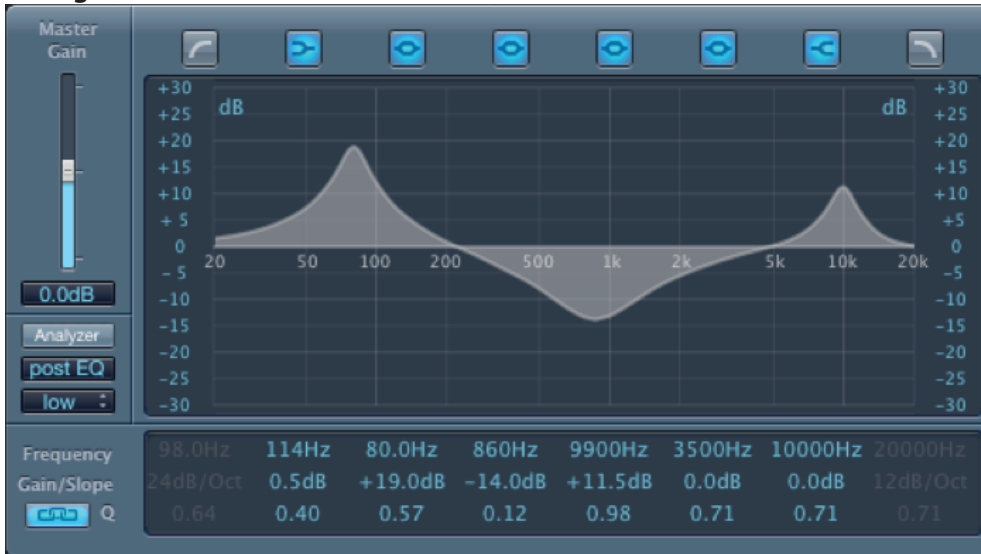 Master
Gain
+30 dB dB +30
+25 +25
+20 +20
+15 +15
+10 +10
+ 5 +5
0 0
20 50 100 200 500 1k 2k 5k 10k 20k
– 5 –5
–10 –10
–15 –15
–20 –20
–25 –25
–30 –30
0.0dB
Analyzer
post EQ
low
Frequency 98.0Hz 114Hz 80.0Hz 860Hz 9900Hz 3500Hz 10000Hz 20000Hz
Gain/Slope 24dB/Oct 0.5dB +19.0dB –14.0dB +11.5dB 0.0dB 0.0dB 12dB/Oct
Q 0.64 0.40 0.57 0.12 0.98 0.71 0.71 0.71